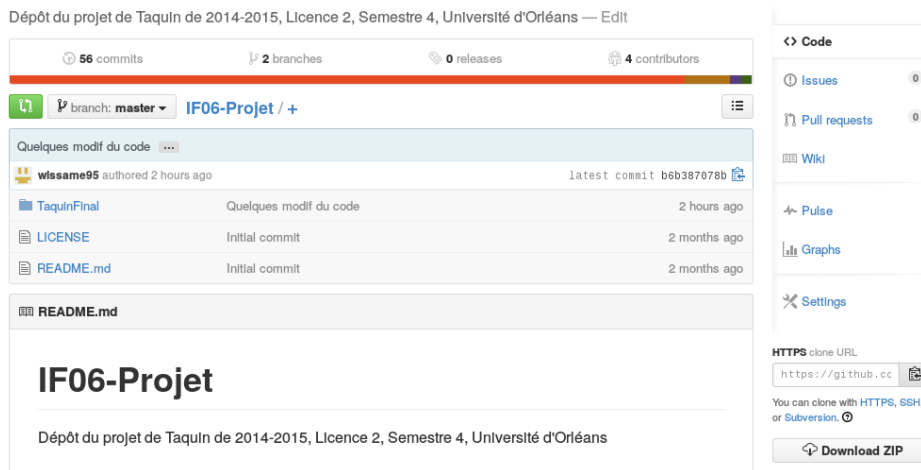 Dépôt du projet de Taquin de 2014-2015, Licence 2, Semestre 4, Université d'Orléans — Edit
56 commits 2 branches 0 releases 4 contributors
branch: master IF06-Projet / +
Quelques modif du code ...
wissame95 authored 2 hours ago latest commit b6b387078b
TaquinFinal Quelques modif du code 2 hours ago
LICENSE Initial commit 2 months ago
README.md Initial commit 2 months ago
README.md
IF06-Projet
Dépôt du projet de Taquin de 2014-2015, Licence 2, Semestre 4, Université d'Orléans
<> Code
Issues 0
Pull requests 0
Wiki
Pulse
Graphs
Settings
HTTPS clone URL
https://github.cc
You can clone with HTTPS, SSH
or Subversion.
Download ZIP